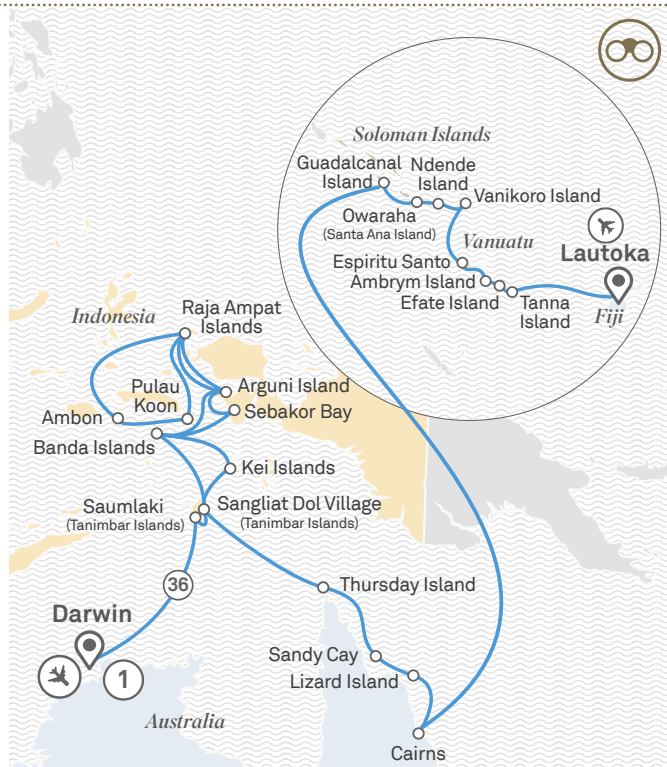 Soloman Islands
Guadalcanal
Island
Ndende
Island
Vanikoro Island
Owaraha
(Santa Ana Island)
Vanuatu
Lautoka
Espiritu Santo
Ambrym Island
Efate Island
Tanna
Island
Fiji
Indonesia
Raja Ampat
Islands
Pulau
Koon
Arguni Island
Sebakor Bay
Ambon
Banda Islands
Kei Islands
Saumlaki
(Tanimbar Islands)
Sangliat Dol Village
(Tanimbar Islands)
36
Thursday Island
Darwin
1
Sandy Cay
Lizard Island
Australia
Cairns